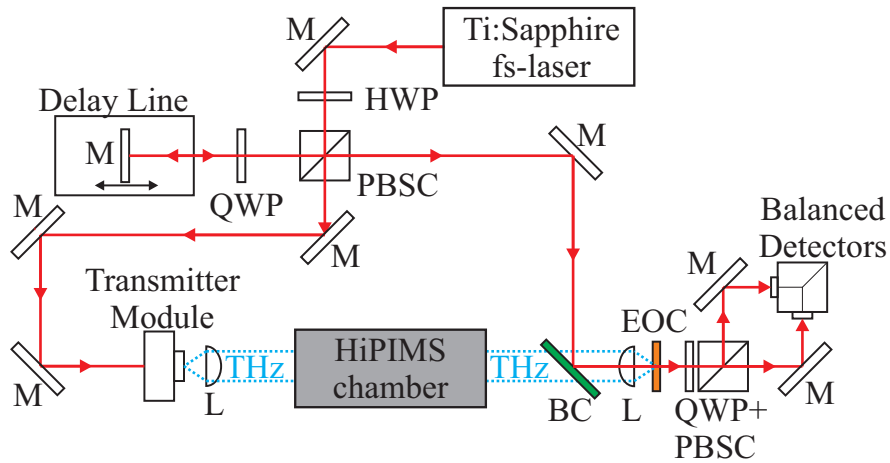 M
Ti:Sapphire
fs-laser
HWP
Delay Line
M
M
PBSC
QWP
M
M
Balanced
Detectors
M
Transmitter
Module
EOC
THz
HiPIMS
chamber
THz
M
L
BC
L
QWP+
PBSC
M